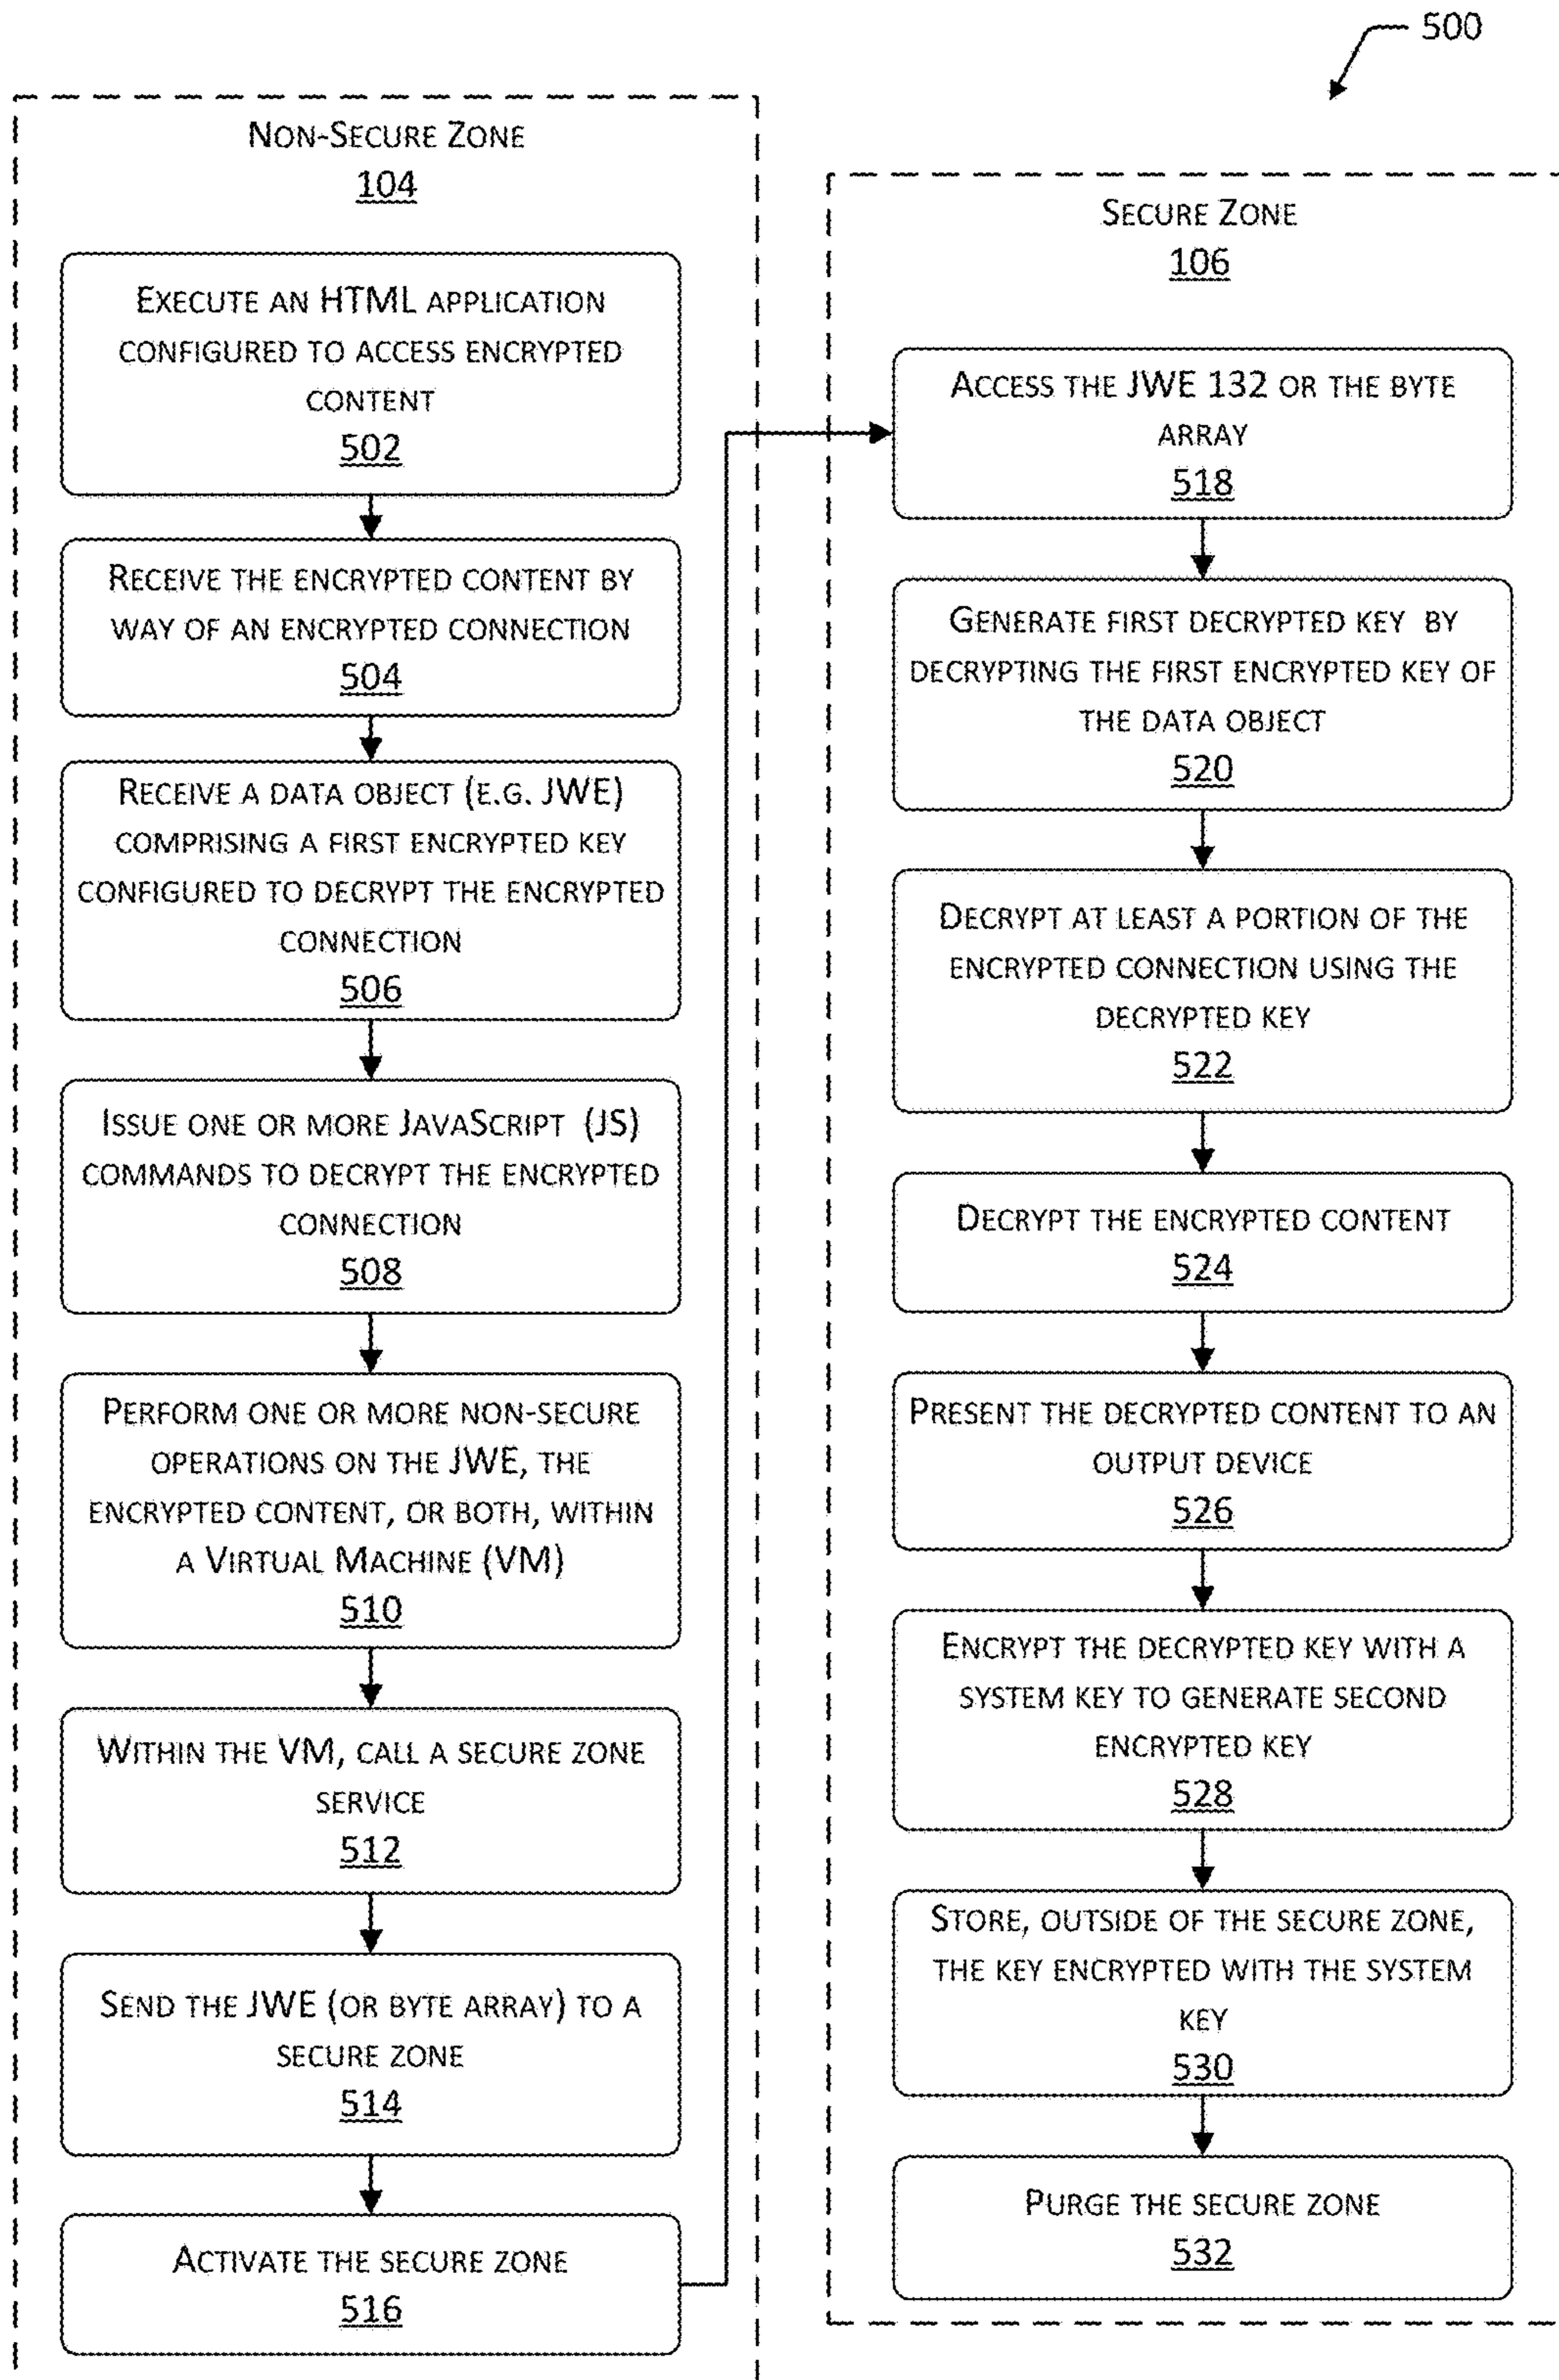 500
NON-SECURE ZONE
104
EXECUTE AN HTML APPLICATION
CONFIGURED TO ACCESS ENCRYPTED
CONTENT
502
RECEIVE THE ENCRYPTED CONTENT BY
WAY OF AN ENCRYPTED CONNECTION
504
RECEIVE A DATA OBJECT (E.G. JWE)
COMPRISING A FIRST ENCRYPTED KEY
CONFIGURED TO DECRYPT THE ENCRYPTED
CONNECTION
506
ISSUE ONE OR MORE JAVASCRIPT (JS)
COMMANDS TO DECRYPT THE ENCRYPTED
CONNECTION
508
PERFORM ONE OR MORE NON-SECURE
OPERATIONS ON THE JWE, THE
ENCRYPTED CONTENT, OR BOTH, WITHIN
A VIRTUAL MACHINE (VM)
510
WITHIN THE VM, CALL A SECURE ZONE
SERVICE
512
SEND THE JWE (OR BYTE ARRAY) TO A
SECURE ZONE
514
ACTIVATE THE SECURE ZONE
516
SECURE ZONE
106
ACCESS THE JWE 132 OR THE BYTE
ARRAY
518
GENERATE FIRST DECRYPTED KEY BY
DECRYPTING THE FIRST ENCRYPTED KEY OF
THE DATA OBJECT
520
DECRYPT AT LEAST A PORTION OF THE
ENCRYPTED CONNECTION USING THE
DECRYPTED KEY
522
DECRYPT THE ENCRYPTED CONTENT
524
PRESENT THE DECRYPTED CONTENT TO AN
OUTPUT DEVICE
526
ENCRYPT THE DECRYPTED KEY WITH A
SYSTEM KEY TO GENERATE SECOND
ENCRYPTED KEY
528
STORE, OUTSIDE OF THE SECURE ZONE,
THE KEY ENCRYPTED WITH THE SYSTEM
KEY
530
PURGE THE SECURE ZONE
532